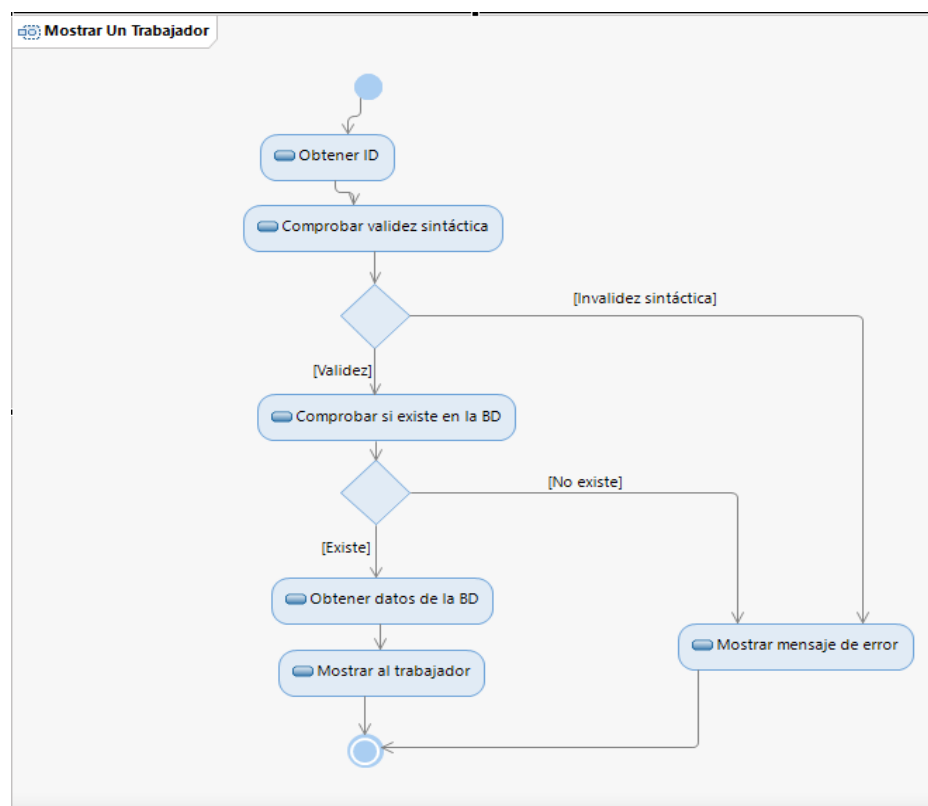 Mostrar Un Trabajador
Obtener ID
Comprobar validez sintáctica
[Invalidez sintáctica]
[Validez]
Comprobar si existe en la BD
[No existe]
[Existe]
Obtener datos de la BD
Mostrar mensaje de error
Mostrar al trabajador